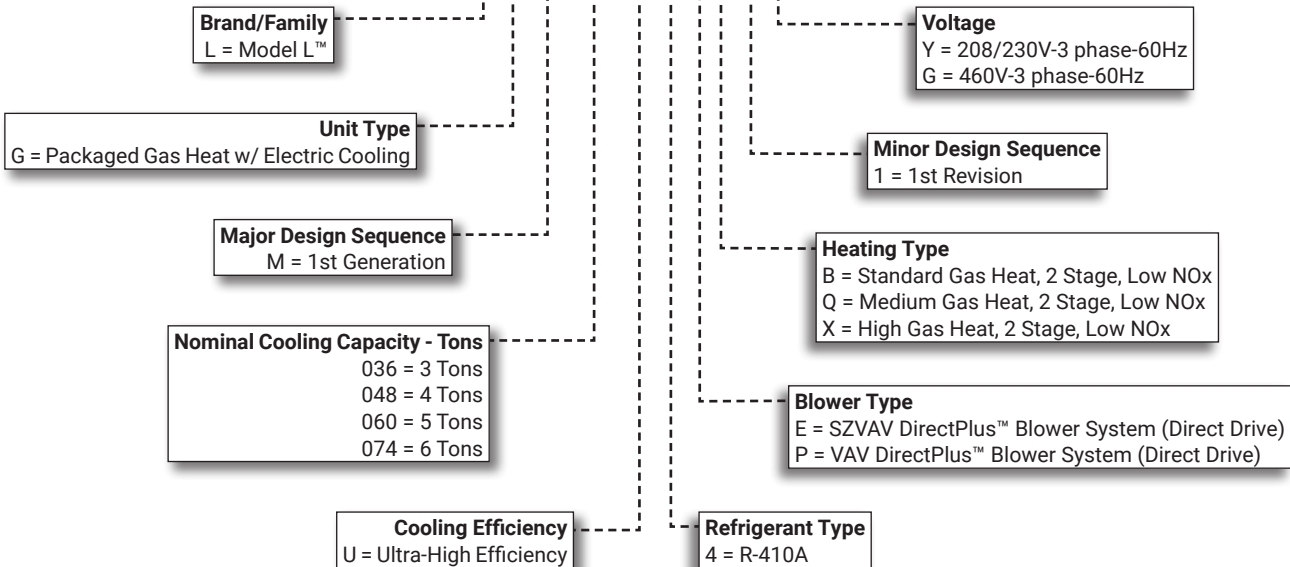 Brand/Family
L = Model L™
Unit Type
G = Packaged Gas Heat w/ Electric Cooling
Major Design Sequence
M = 1st Generation
Nominal Cooling Capacity - Tons
036 = 3 Tons
048 = 4 Tons
060 = 5 Tons
074 = 6 Tons
Cooling Efficiency
U = Ultra-High Efficiency
Voltage
Y = 208/230V-3 phase-60Hz
G = 460V-3 phase-60Hz
Minor Design Sequence
1 = 1st Revision
Heating Type
B = Standard Gas Heat, 2 Stage, Low NOx
Q = Medium Gas Heat, 2 Stage, Low NOx
X = High Gas Heat, 2 Stage, Low NOx
Blower Type
E = SZVAV DirectPlus™ Blower System (Direct Drive)
P = VAV DirectPlus™ Blower System (Direct Drive)
Refrigerant Type
4 = R-410A